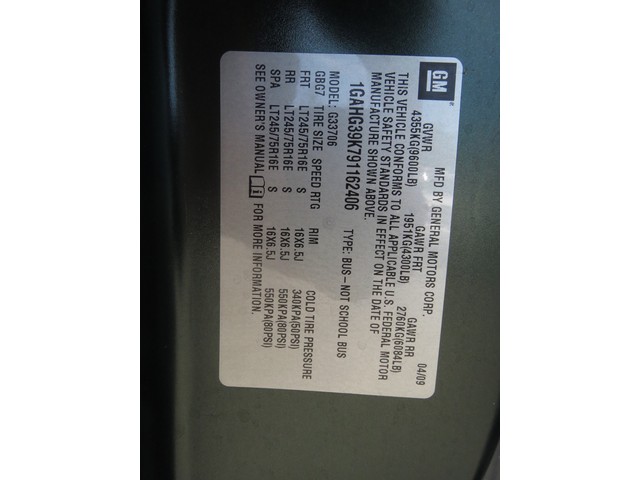 GM
MFD BY GENERAL MOTORS CORP. 04/09
GVWR GAWR FRT GAWR RR
4355KG(9600LB) 1951KG(4300LB) 2760KG(6084LB)
THIS VEHICLE CONFORMS TO ALL APPLICABLE U.S. FEDERAL MOTOR
VEHICLE SAFETY STANDARDS IN EFFECT ON THE DATE OF
MANUFACTURE SHOWN ABOVE.
1GAHG39K791162406 TYPE: BUS-NOT SCHOOL BUS
MODEL: G33706
GBG7 TIRE SIZE SPEED RTG RIM COLD TIRE PRESSURE
FRT LT245/75R16E S 16X6.5J 340KPA(50PSI)
RR LT245/75R16E S 16X6.5J 550KPA(80PSI)
SPA LT245/75R16E S 16X6.5J 550KPA(80PSI)
SEE OWNER'S MANUAL FOR MORE INFORMATION.